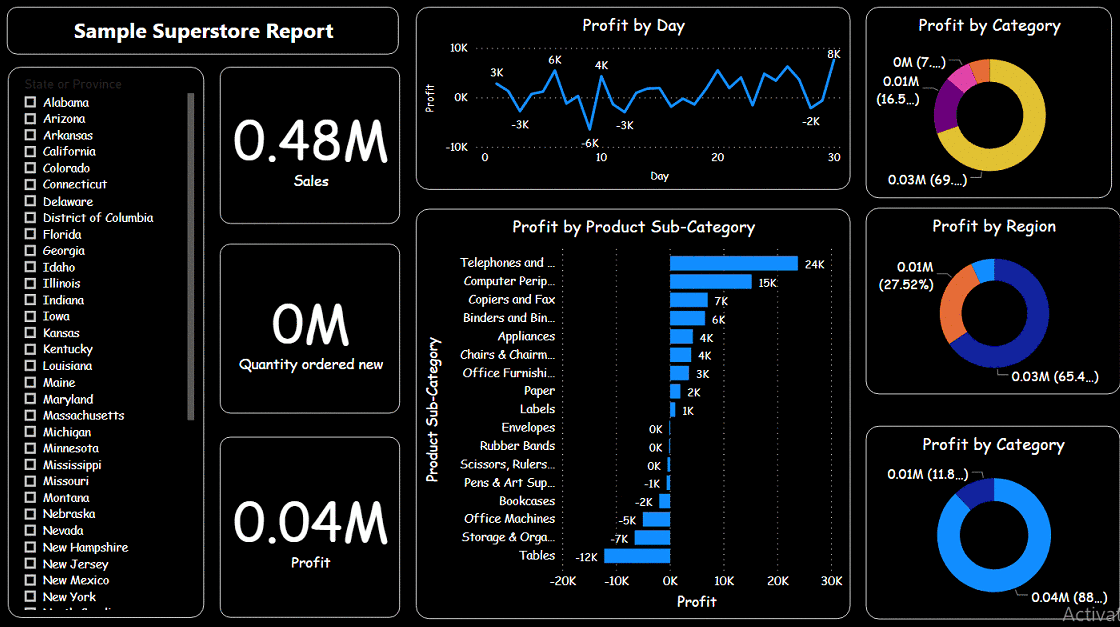 Sample Superstore Report
State or Province
Alabama
Arizona
Arkansas
California
Colorado
Connecticut
Delaware
District of Columbia
Florida
Georgia
Idaho
Illinois
Indiana
Iowa
Kansas
Kentucky
Louisiana
Maine
Maryland
Massachusetts
Michigan
Minnesota
Mississippi
Missouri
Montana
Nebraska
Nevada
New Hampshire
New Jersey
New Mexico
New York
0.48M
Sales
0M
Quantity ordered new
0.04M
Profit
Profit by Day
Profit
10K
0K
-10K
3K
-3K
6K
-6K
4K
-3K
-2K
8K
0
10
20
30
Day
Profit by Product Sub-Category
Product Sub-Category
Telephones and ... 24K
Computer Perip... 15K
Copiers and Fax 7K
Binders and Bin... 6K
Appliances 4K
Chairs & Chairm... 4K
Office Furnishi... 3K
Paper 2K
Labels 1K
Envelopes 0K
Rubber Bands 0K
Scissors, Rulers... 0K
Pens & Art Sup... -1K
Bookcases -2K
Office Machines -5K
Storage & Orga... -7K
Tables -12K
-20K -10K 0K 10K 20K 30K
Profit
Profit by Category
0M (7....)
0.01M
(16.5...)
0.03M (69....)
Profit by Region
0.01M
(27.52%)
0.03M (65.4...)
Profit by Category
0.01M (11.8...)
0.04M (88...)
Activa